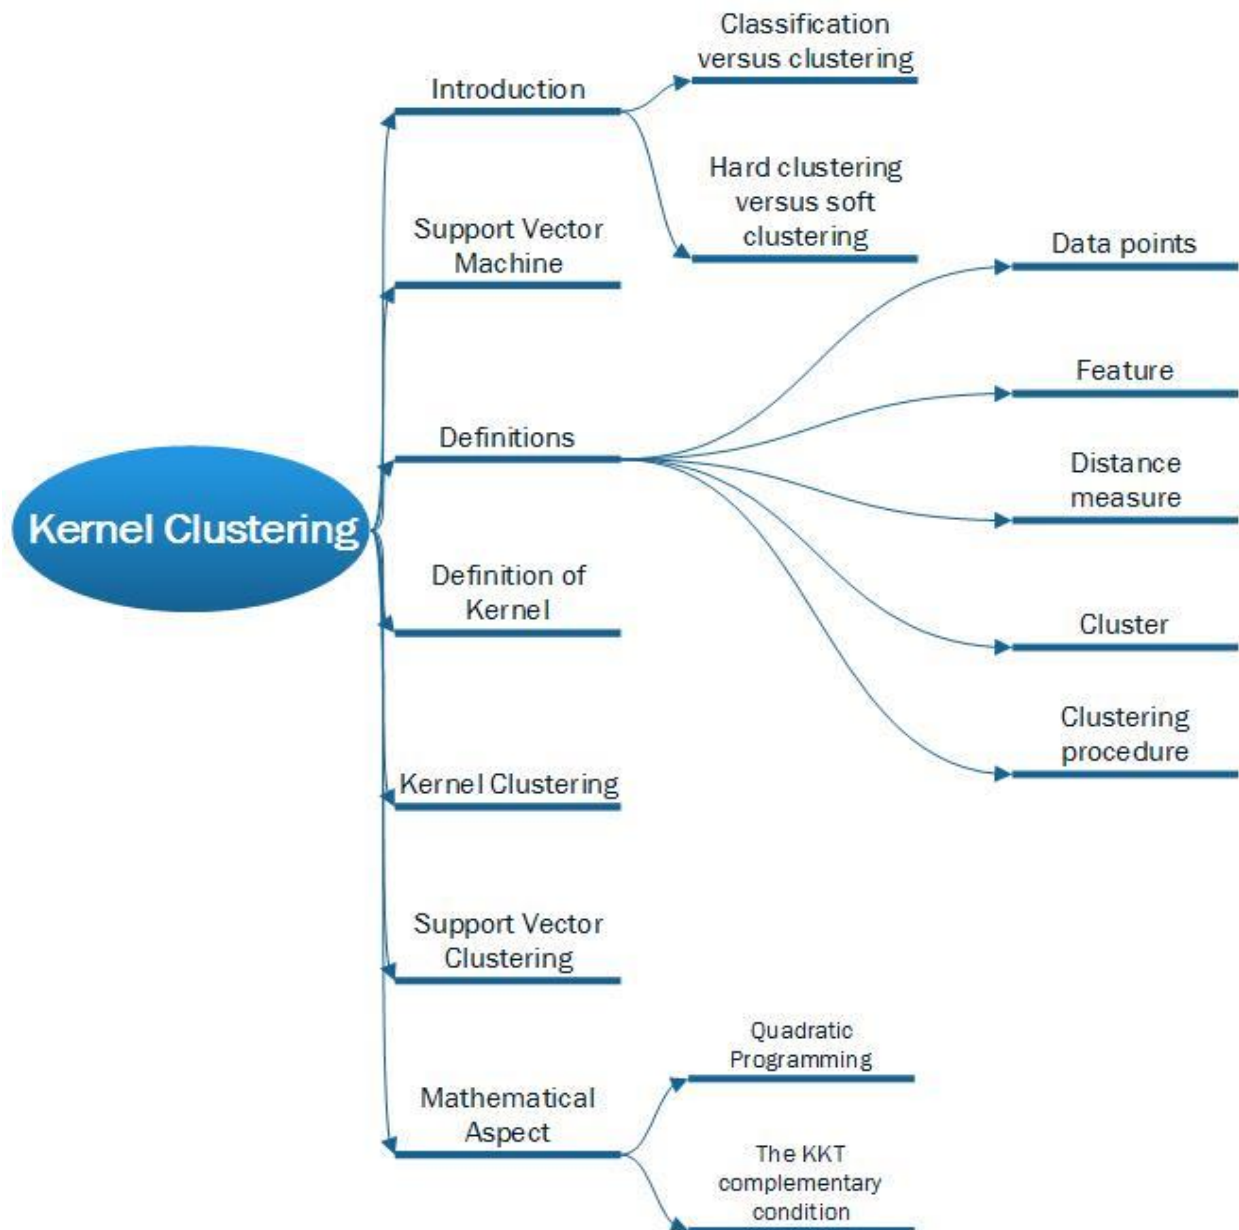 Classification
versus clustering
Introduction
Hard clustering
versus soft
clustering
Support Vector
Machine
Data points
Feature
Definitions
Distance
measure
Kernel Clustering
Definition of
Kernel
Cluster
Clustering
procedure
Kernel Clustering
Support Vector
Clustering
Quadratic
Programming
Mathematical
Aspect
The KKT
complementary
condition